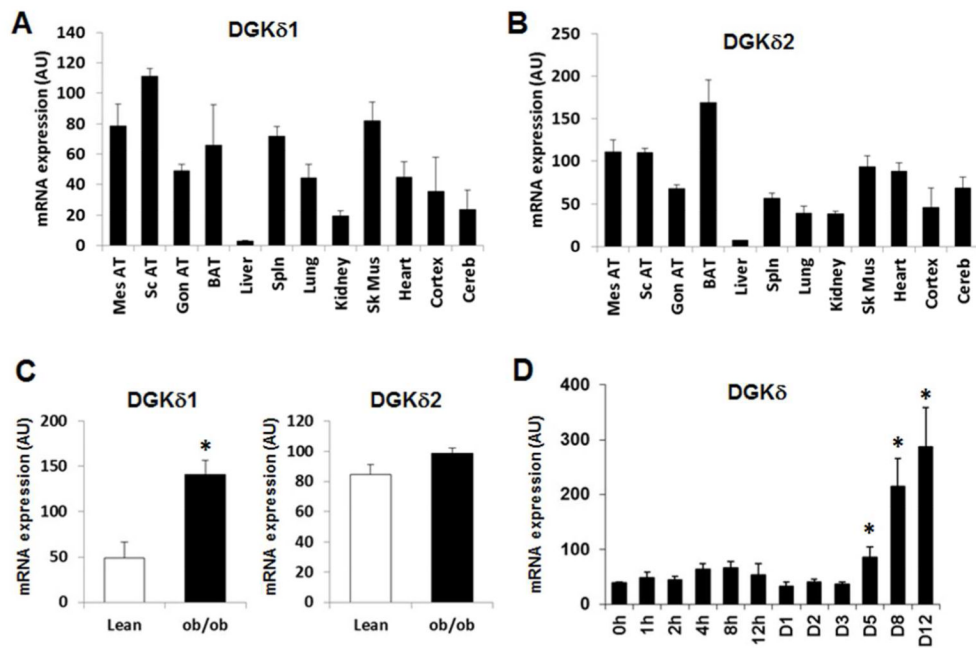 A
DGKδ1
mRNA expression (AU)
140
120
100
80
60
40
20
0
Mes AT
Sc AT
Gon AT
BAT
Liver
Spln
Lung
Kidney
Sk Mus
Heart
Cortex
Cereb
B
DGKδ2
mRNA expression (AU)
250
200
150
100
50
0
Mes AT
Sc AT
Gon AT
BAT
Liver
Spln
Lung
Kidney
Sk Mus
Heart
Cortex
Cereb
C
DGKδ1
mRNA expression (AU)
200
150
100
50
0
*
Lean
ob/ob
DGKδ2
mRNA expression (AU)
120
100
80
60
40
20
0
Lean
ob/ob
D
DGKδ
mRNA expression (AU)
400
300
200
100
0
*
*
*
0h
1h
2h
4h
8h
12h
D1
D2
D3
D5
D8
D12